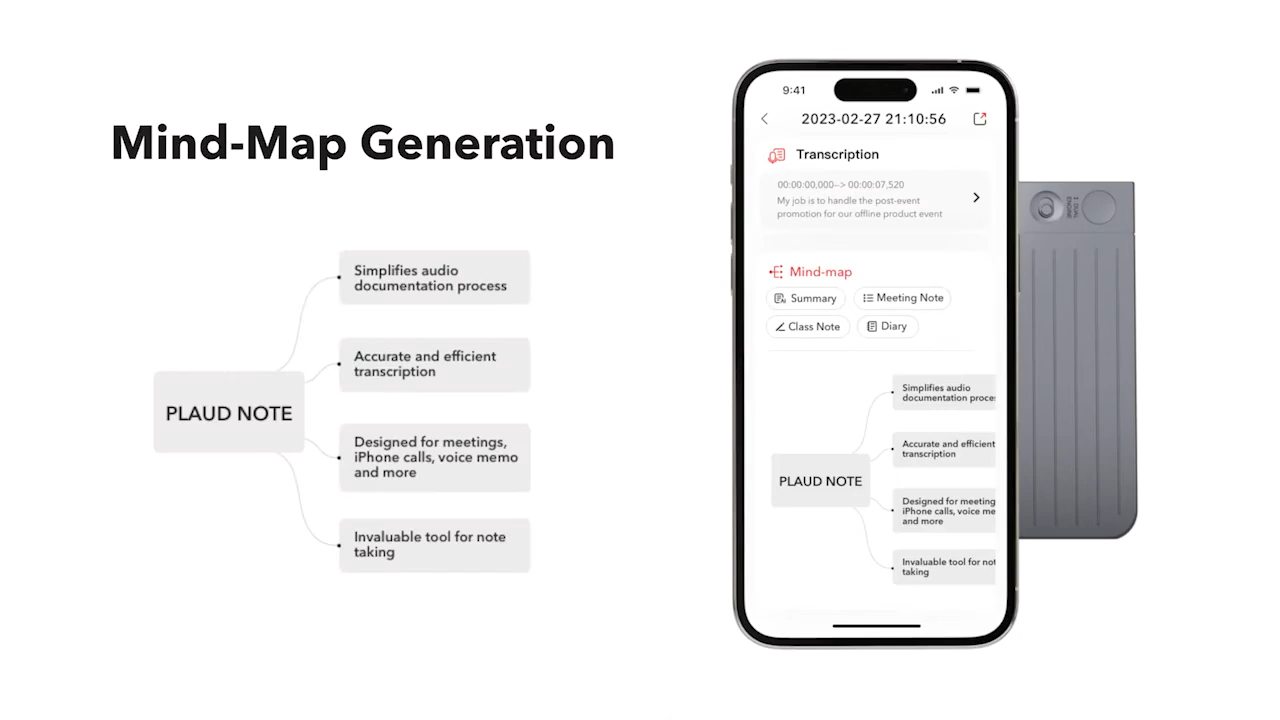 Mind-Map Generation
Simplifies audio
documentation process
Accurate and efficient
transcription
PLAUD NOTE
Designed for meetings,
iPhone calls, voice memo
and more
Invaluable tool for note
taking
9:41
2023-02-27 21:10:56
Transcription
00:00:00,000--> 00:00:07,520
My job is to handle the post-event
promotion for our offline product event
Mind-map
Summary
Meeting Note
Class Note
Diary
Simplifies audio
documentation proces
Accurate and efficient
transcription
PLAUD NOTE
Designed for meeting
iPhone calls, voice me
and more
Invaluable tool for not
taking
DUAL
ENGINE